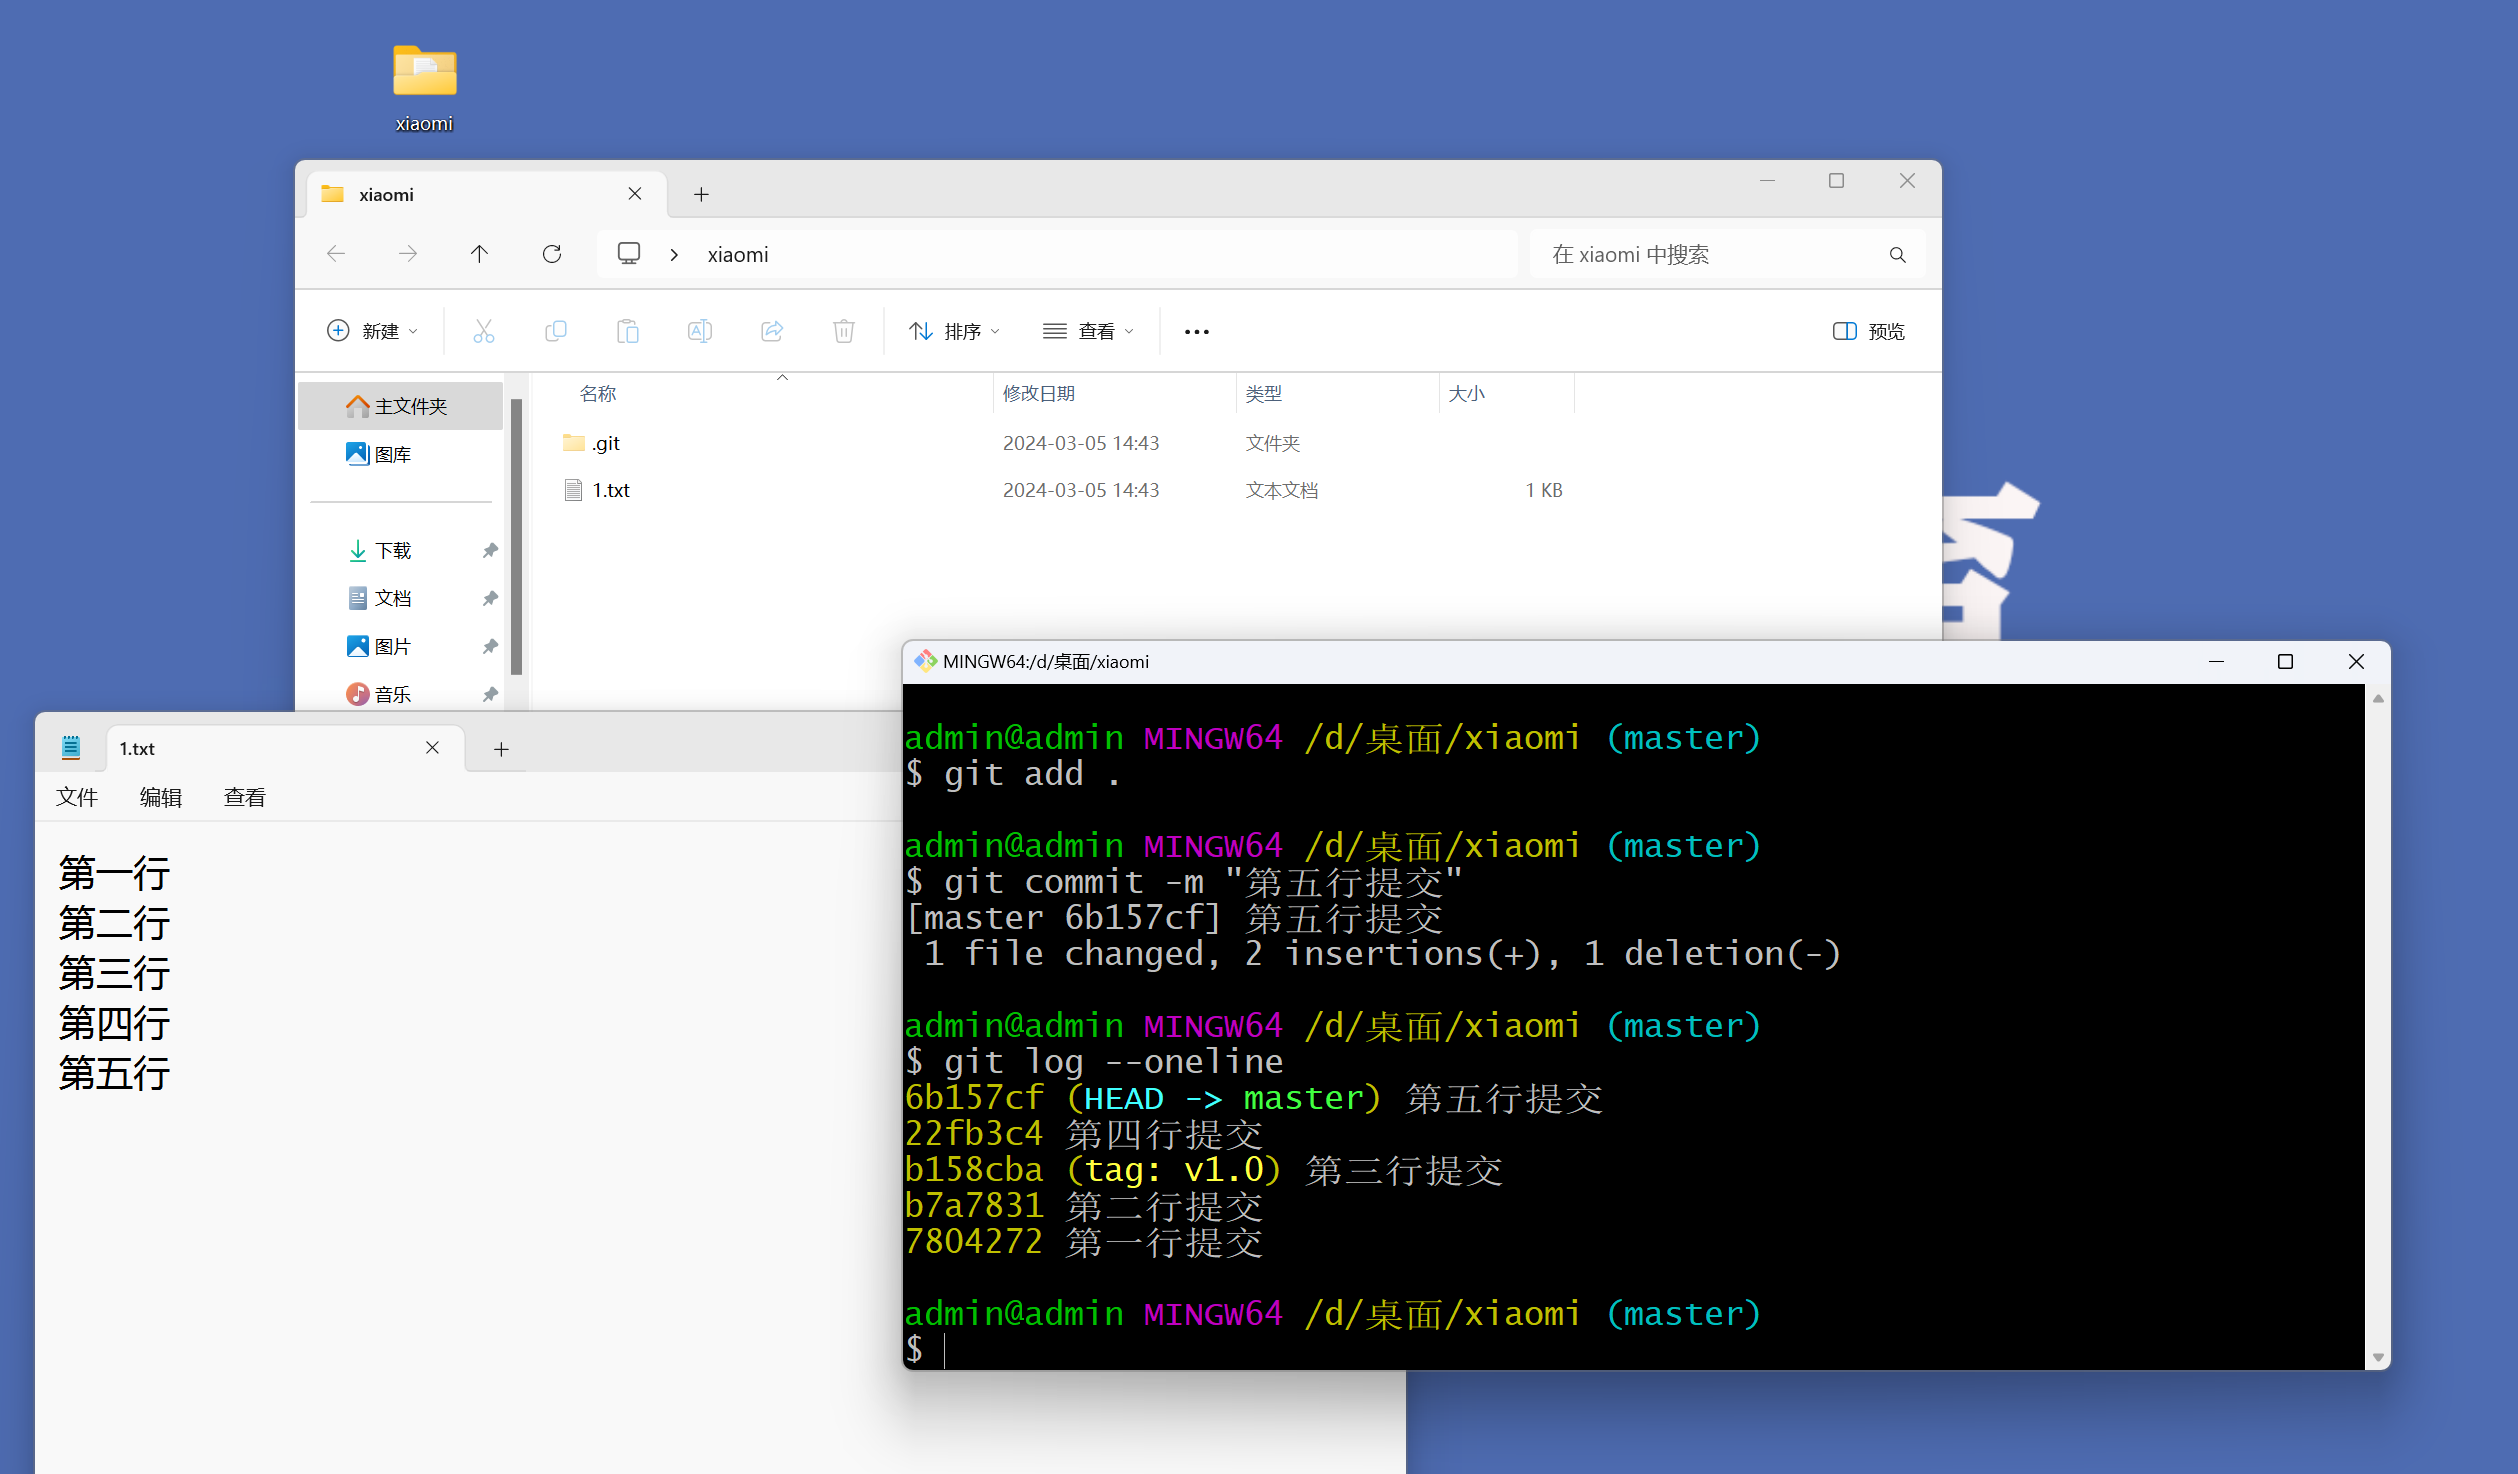 xiaomi
xiaomi
xiaomi
在 xiaomi 中搜索
新建
排序
查看
预览
名称 修改日期 类型 大小
主文件夹
图库
.git 2024-03-05 14:43 文件夹
1.txt 2024-03-05 14:43 文本文档 1 KB
下载
文档
图片
音乐
1.txt
文件 编辑 查看
第一行
第二行
第三行
第四行
第五行
MINGW64:/d/桌面/xiaomi
admin@admin MINGW64 /d/桌面/xiaomi (master)
$ git add .
admin@admin MINGW64 /d/桌面/xiaomi (master)
$ git commit -m "第五行提交"
[master 6b157cf] 第五行提交
1 file changed, 2 insertions(+), 1 deletion(-)
admin@admin MINGW64 /d/桌面/xiaomi (master)
$ git log --oneline
6b157cf (HEAD -> master) 第五行提交
22fb3c4 第四行提交
b158cba (tag: v1.0) 第三行提交
b7a7831 第二行提交
7804272 第一行提交
admin@admin MINGW64 /d/桌面/xiaomi (master)
$